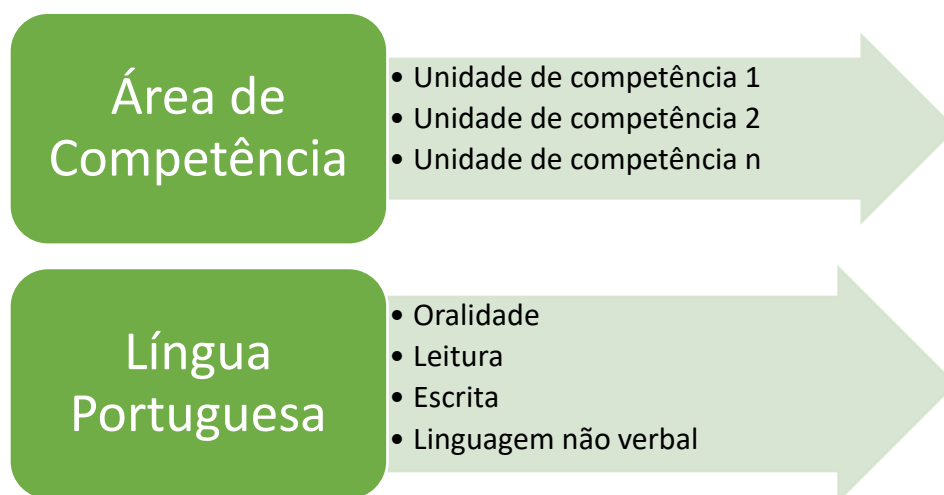 Área de
Competência
• Unidade de competência 1
• Unidade de competência 2
• Unidade de competência n
Língua
Portuguesa
• Oralidade
• Leitura
• Escrita
• Linguagem não verbal